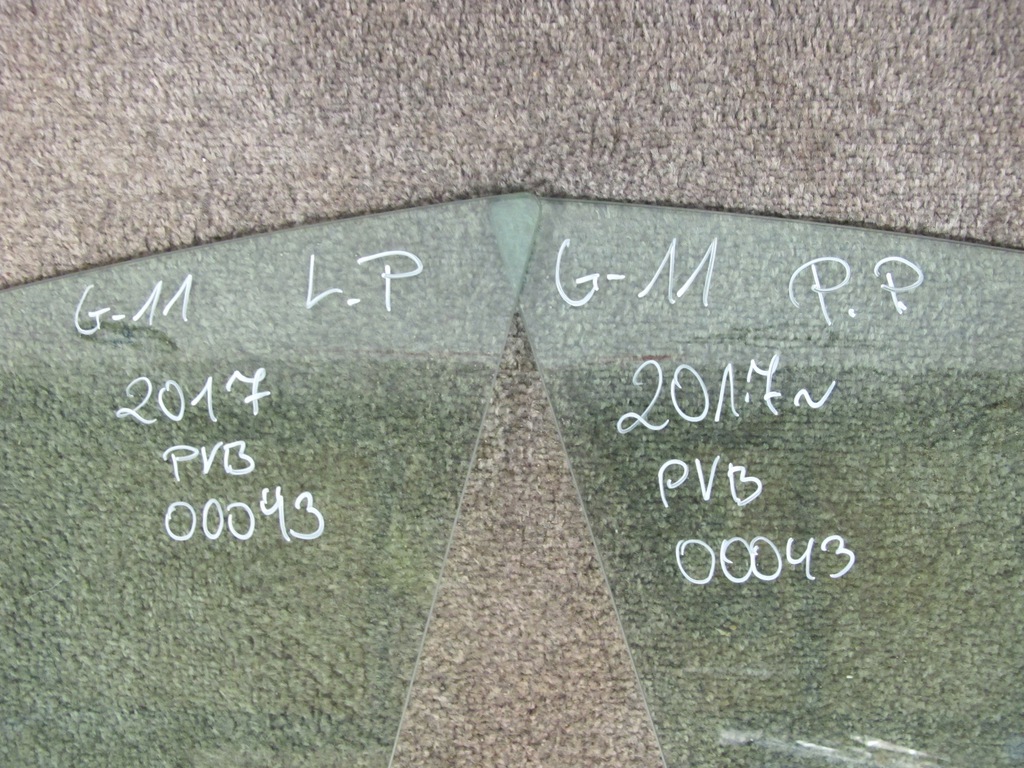 G-11 L.P
2017
PVB
00043
G-11 P.P
2017~
PVB
00043